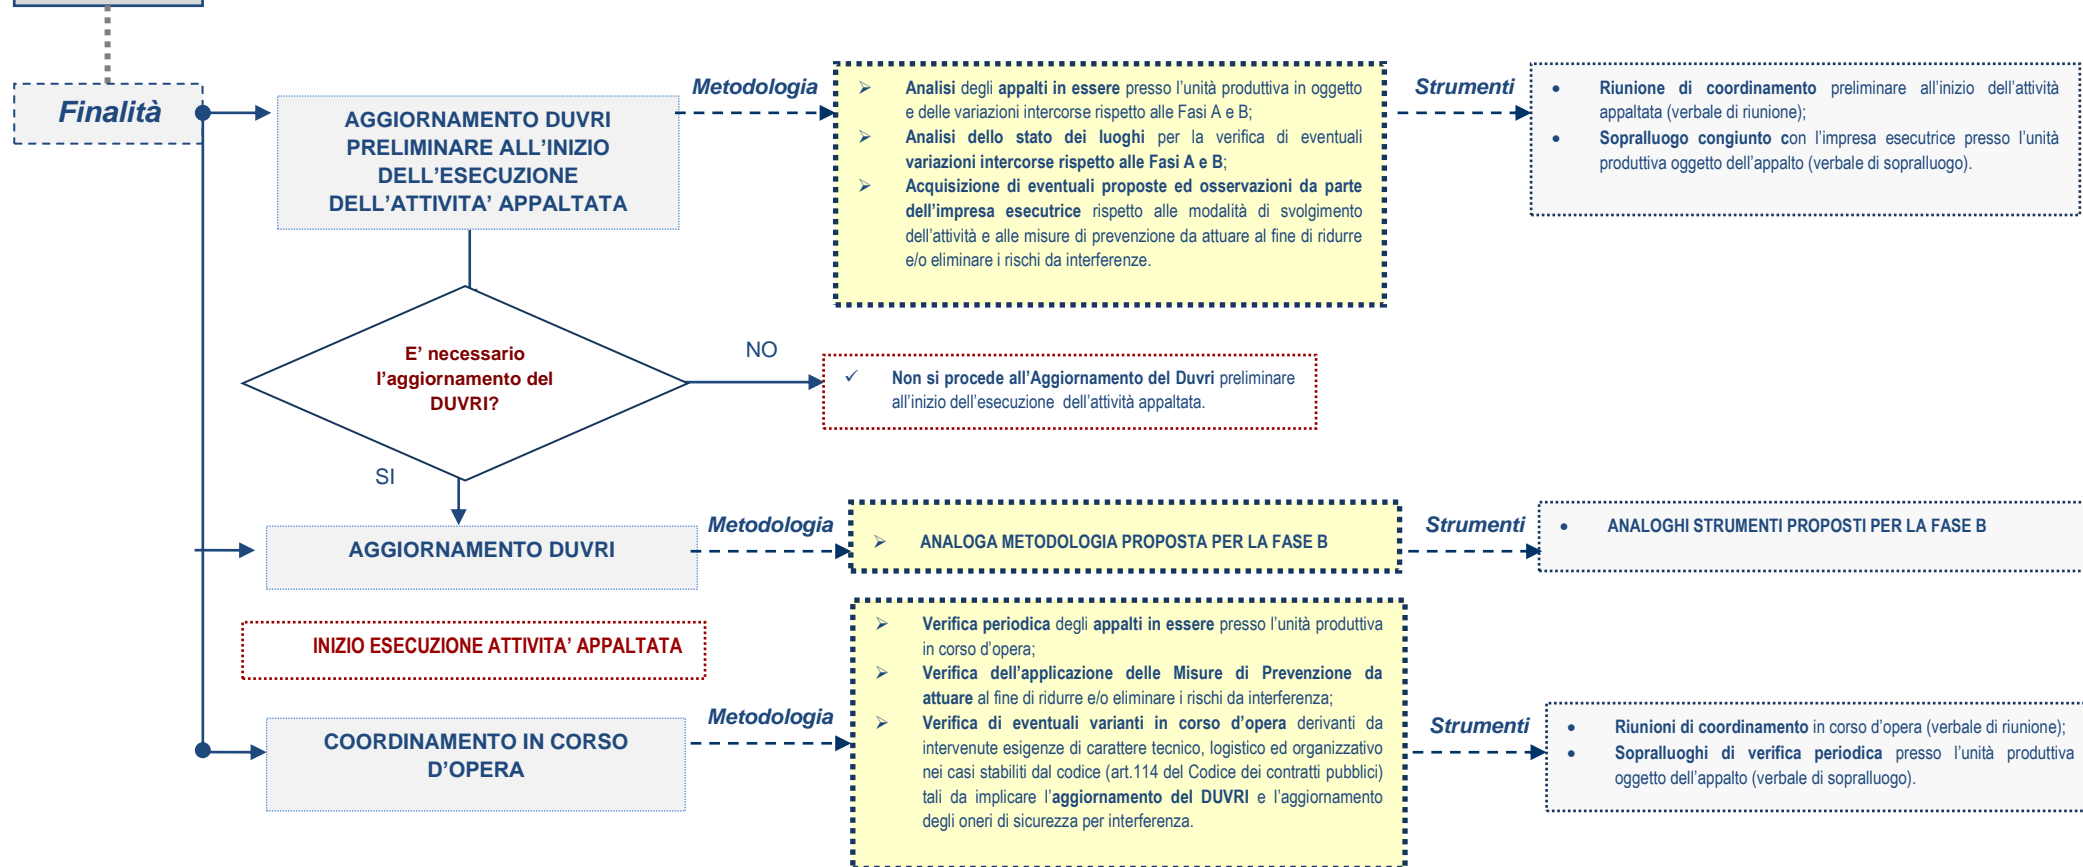 Finalità
AGGIORNAMENTO DUVRI
PRELIMINARE ALL'INIZIO
DELL'ESECUZIONE
DELL'ATTIVITA' APPALTATA
Metodologia
➢ Analisi degli appalti in essere presso l'unità produttiva in oggetto
e delle variazioni intercorse rispetto alle Fasi A e B;
➢ Analisi dello stato dei luoghi per la verifica di eventuali
variazioni intercorse rispetto alle Fasi A e B;
➢ Acquisizione di eventuali proposte ed osservazioni da parte
dell'impresa esecutrice rispetto alle modalità di svolgimento
dell'attività e alle misure di prevenzione da attuare al fine di ridurre
e/o eliminare i rischi da interferenze.
Strumenti
• Riunione di coordinamento preliminare all'inizio dell'attività
appaltata (verbale di riunione);
• Sopralluogo congiunto con l'impresa esecutrice presso l'unità
produttiva oggetto dell'appalto (verbale di sopralluogo).
E' necessario
l'aggiornamento del
DUVRI?
NO
✓ Non si procede all'Aggiornamento del Duvri preliminare
all'inizio dell'esecuzione dell'attività appaltata.
SI
AGGIORNAMENTO DUVRI
Metodologia
➢ ANALOGA METODOLOGIA PROPOSTA PER LA FASE B
Strumenti
• ANALOGHI STRUMENTI PROPOSTI PER LA FASE B
INIZIO ESECUZIONE ATTIVITA' APPALTATA
COORDINAMENTO IN CORSO
D'OPERA
Metodologia
➢ Verifica periodica degli appalti in essere presso l'unità produttiva
in corso d'opera;
➢ Verifica dell'applicazione delle Misure di Prevenzione da
attuare al fine di ridurre e/o eliminare i rischi da interferenza;
➢ Verifica di eventuali varianti in corso d'opera derivanti da
intervenute esigenze di carattere tecnico, logistico ed organizzativo
nei casi stabiliti dal codice (art.114 del Codice dei contratti pubblici)
tali da implicare l'aggiornamento del DUVRI e l'aggiornamento
degli oneri di sicurezza per interferenza.
Strumenti
• Riunioni di coordinamento in corso d'opera (verbale di riunione);
• Sopralluoghi di verifica periodica presso l'unità produttiva
oggetto dell'appalto (verbale di sopralluogo).